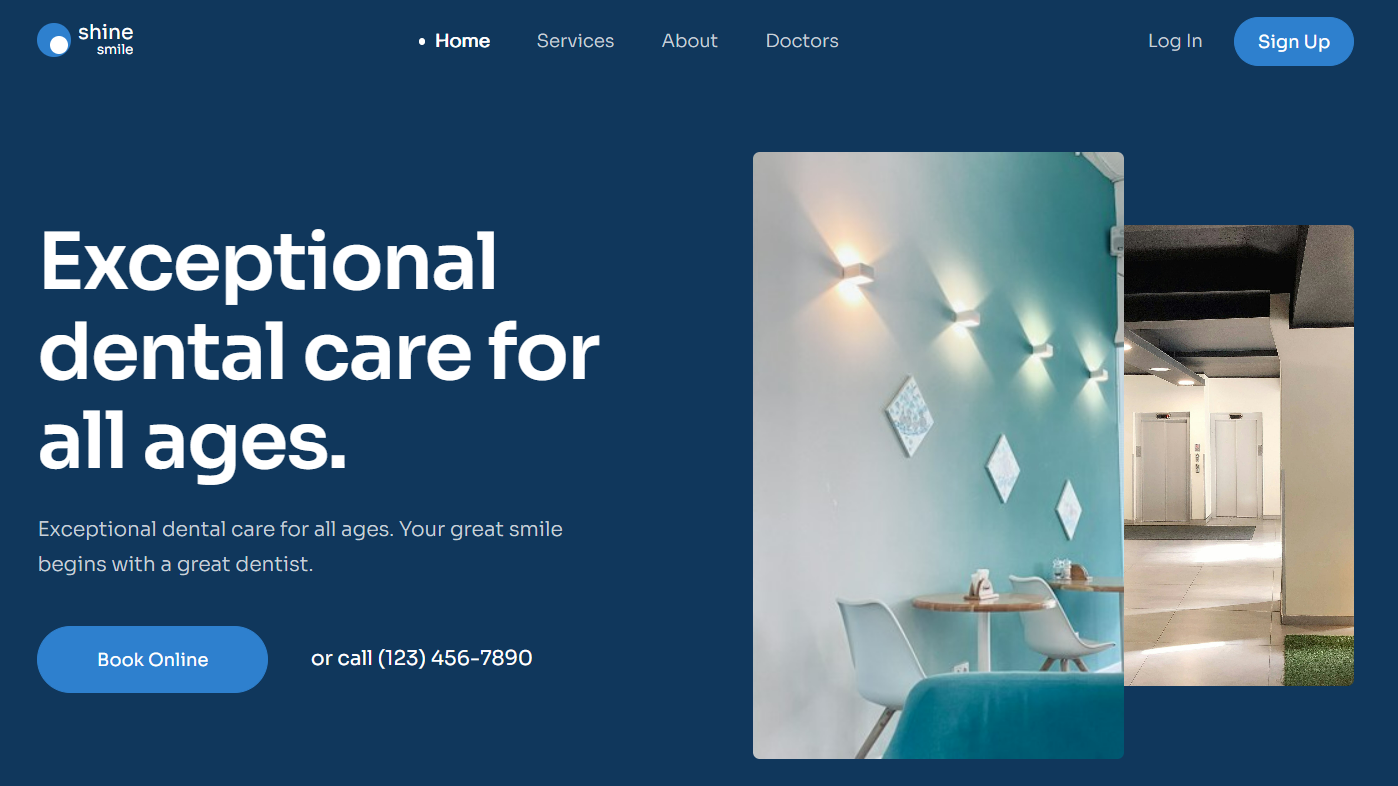 shine
smile
Home
Services
About
Doctors
Log In
Sign Up
Exceptional
dental care for
all ages.
Exceptional dental care for all ages. Your great smile
begins with a great dentist.
Book Online
or call (123) 456-7890